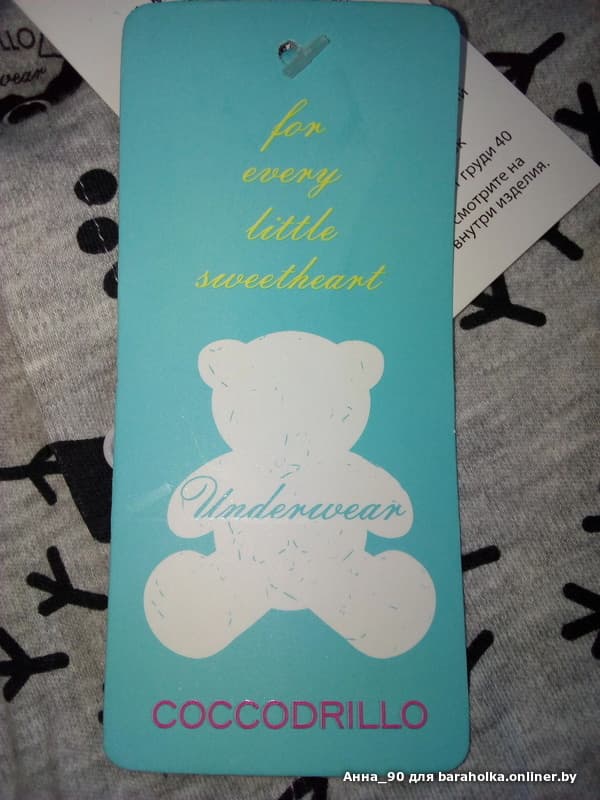 for
every
little
sweetheart
Underwear
COCCODRILLO
груди 40
смотрите на
внутри изделия.
Анна_90 для baraholka.onliner.by